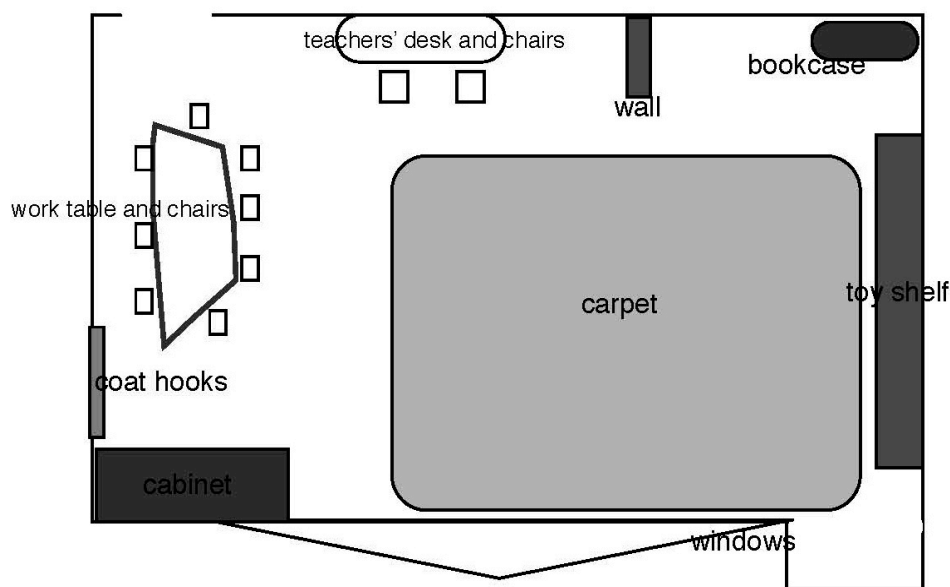 teachers' desk and chairs
bookcase
wall
work table and chairs
toy shelf
carpet
coat hooks
cabinet
windows